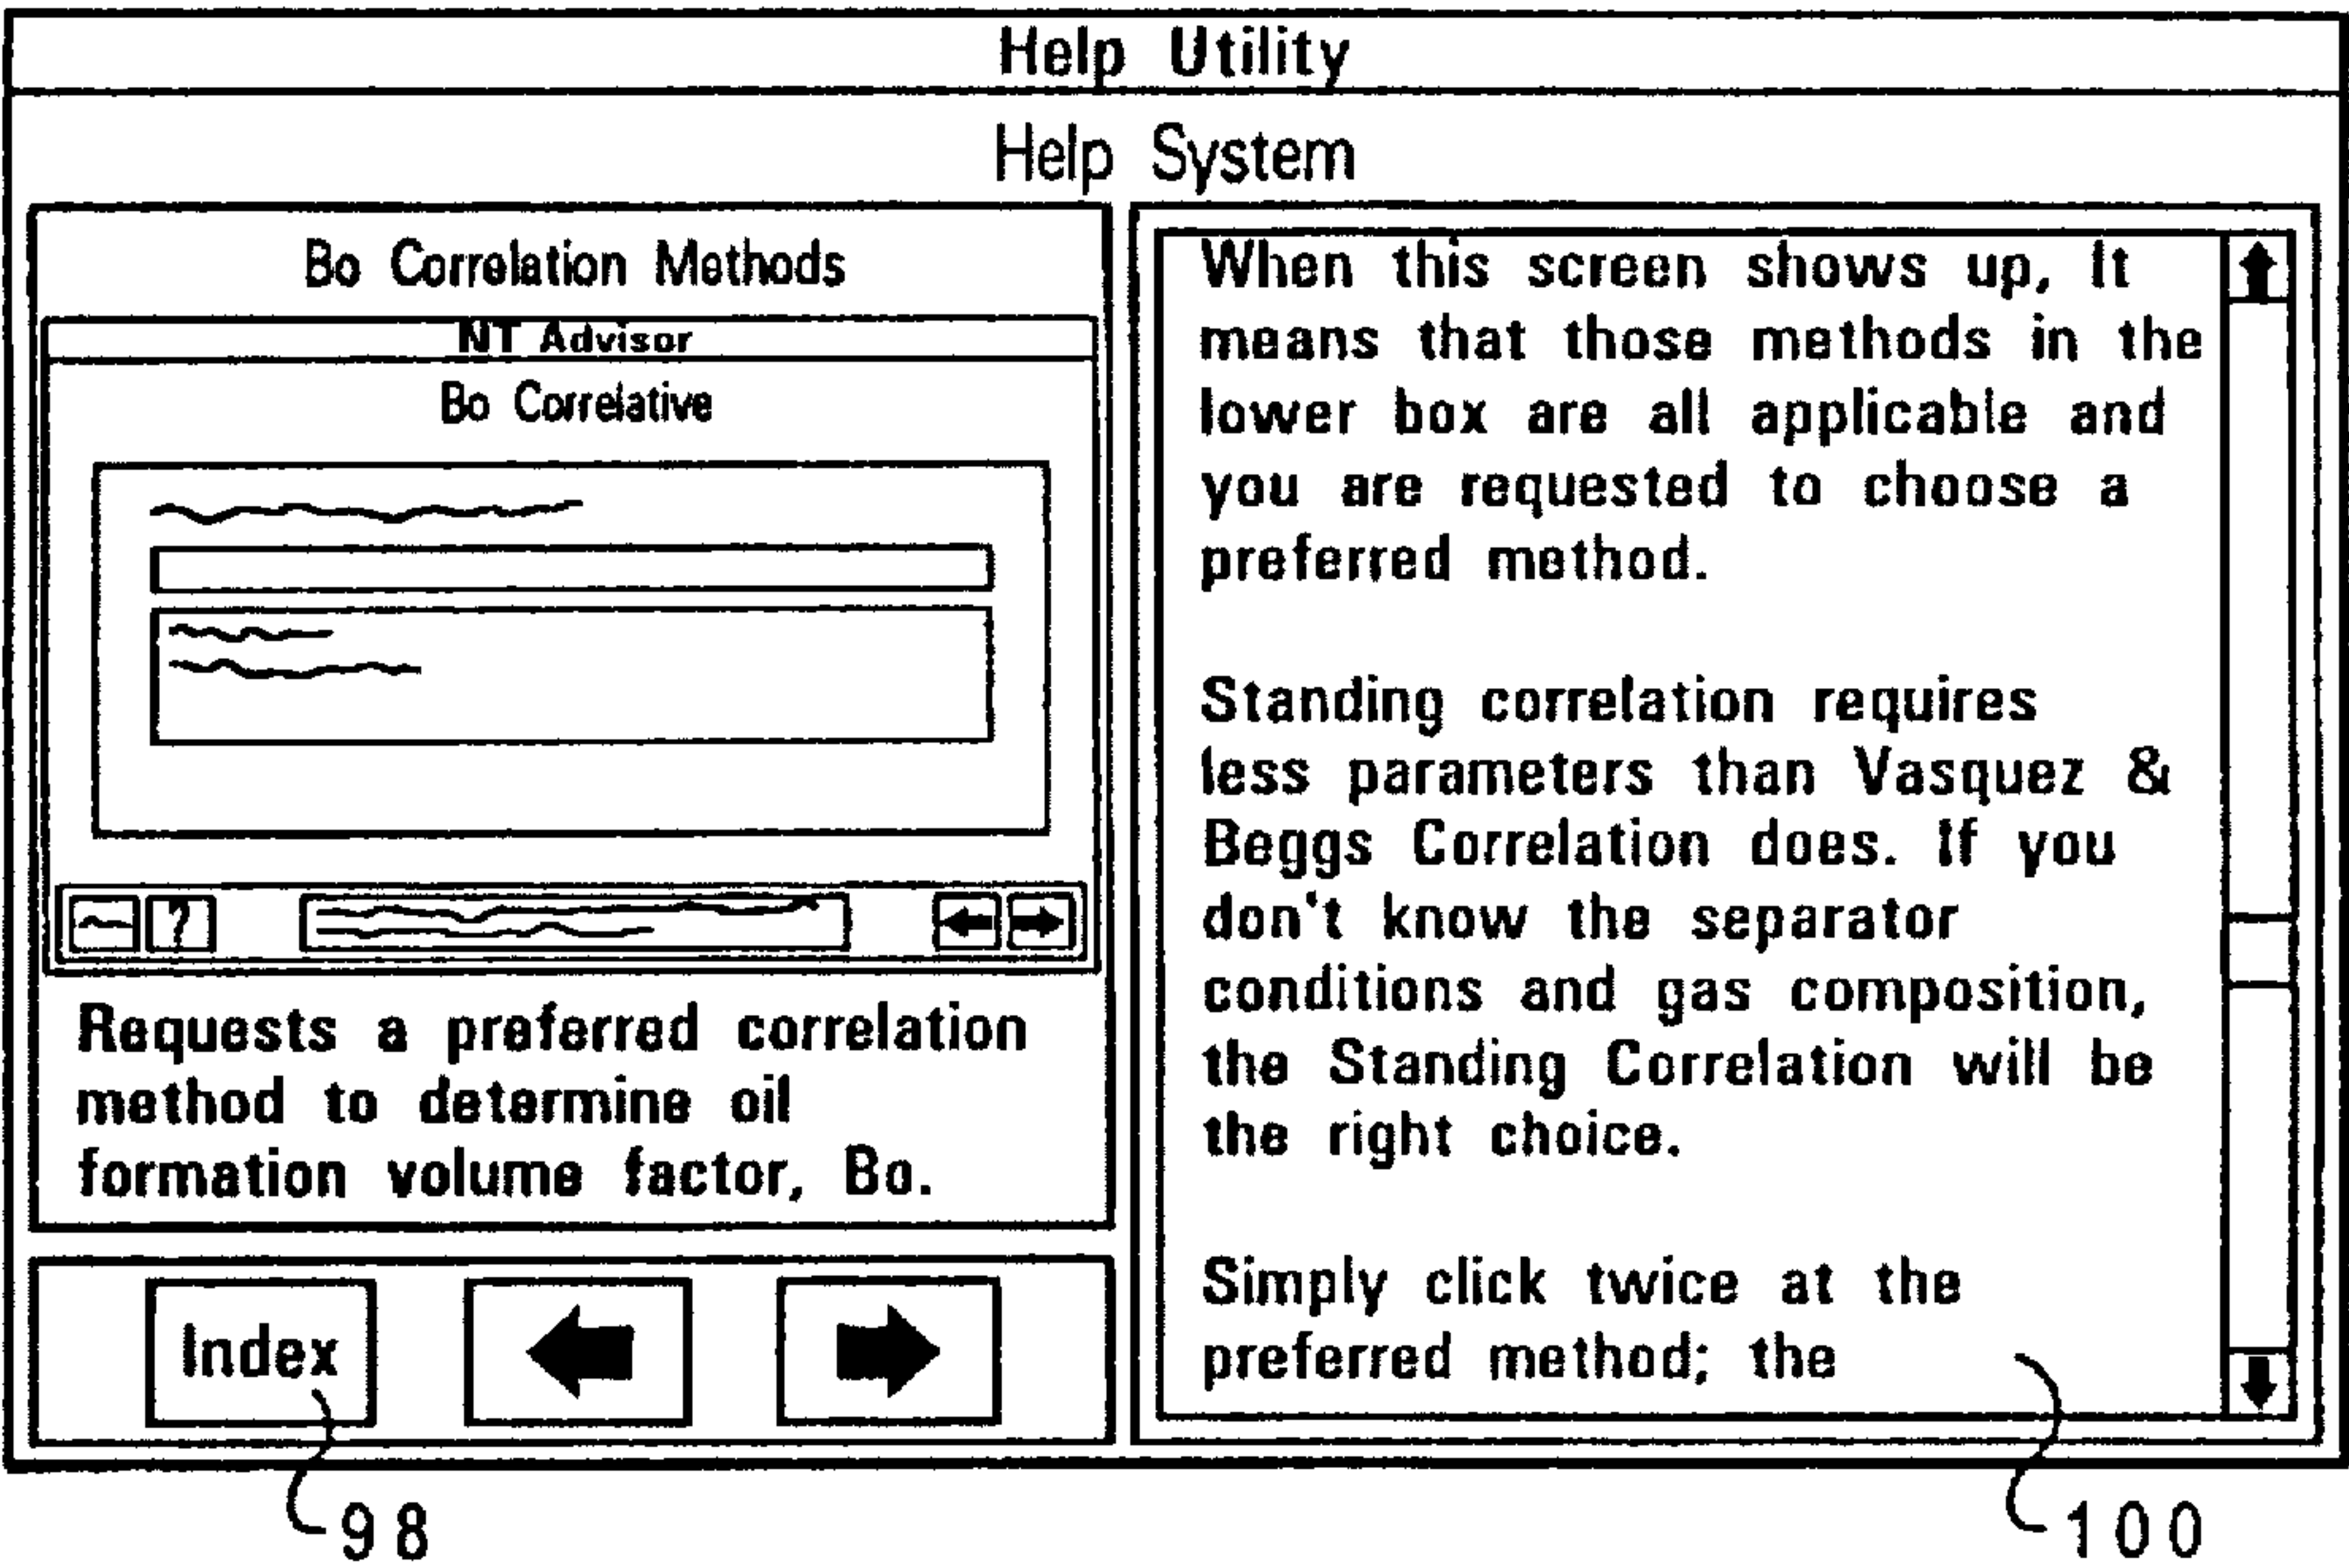 Help Utility
Help System
Bo Correlation Methods
NT Advisor
Bo Correlative
?
Requests a preferred correlation
method to determine oil
formation volume factor, Bo.
Index
When this screen shows up, It
means that those methods in the
lower box are all applicable and
you are requested to choose a
preferred method.
Standing correlation requires
less parameters than Vasquez &
Beggs Correlation does. If you
don't know the separator
conditions and gas composition,
the Standing Correlation will be
the right choice.
Simply click twice at the
preferred method; the
98
100